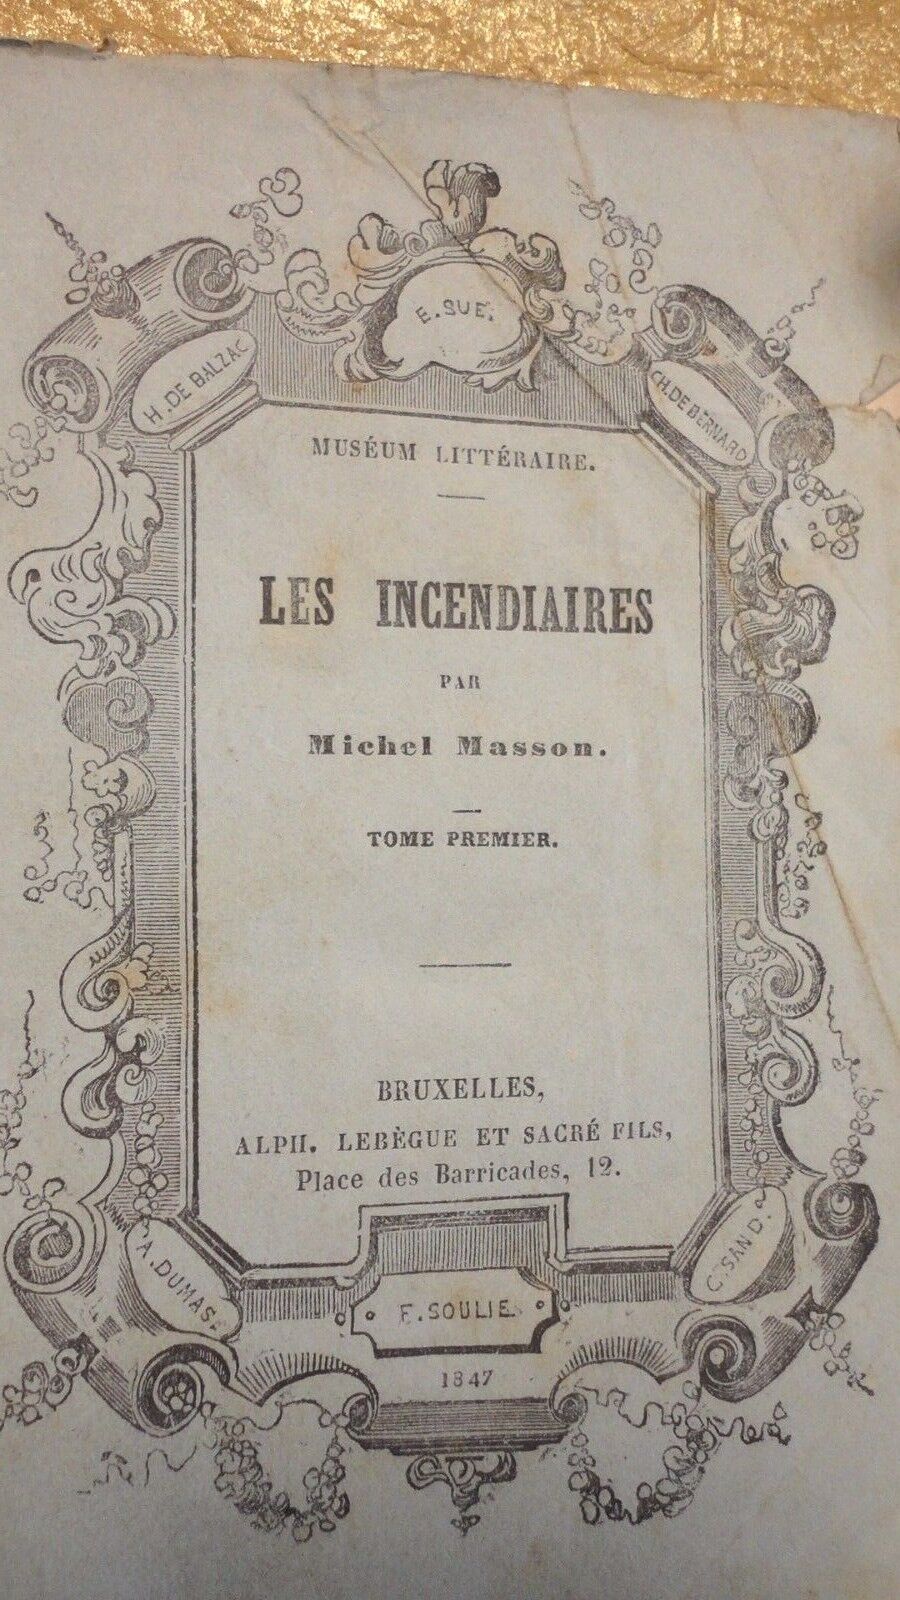 E. SUE.
H. DE BALZAC
CH. DE BERNARD
MUSÉUM LITTÉRAIRE.
LES INCENDIAIRES
PAR
Michel Masson.
TOME PREMIER.
BRUXELLES,
ALPH. LEBÈGUE ET SACRÉ FILS,
Place des Barricades, 12.
A. DUMAS.
G. SAND.
F. SOULIE
1847